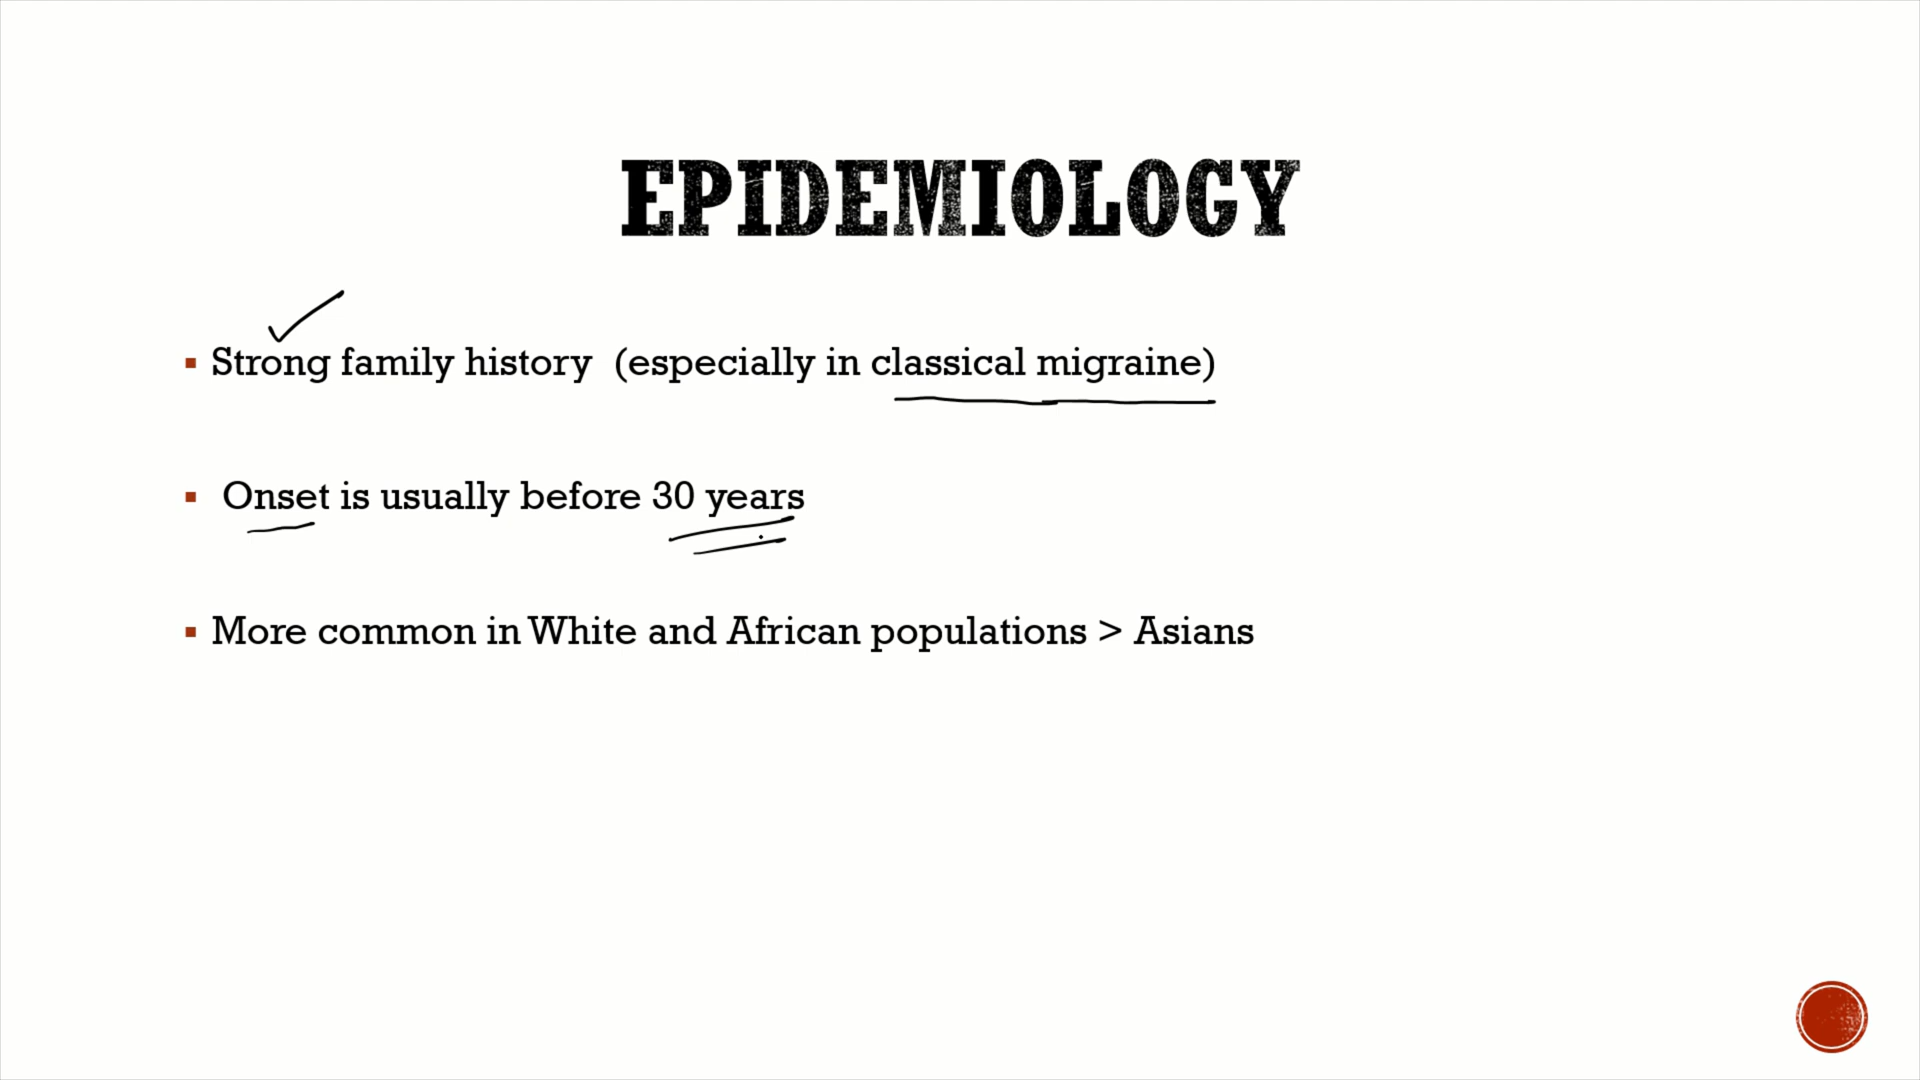 EPIDEMIOLOGY
▪ Strong family history (especially in classical migraine)
▪ Onset is usually before 30 years
▪ More common in White and African populations > Asians